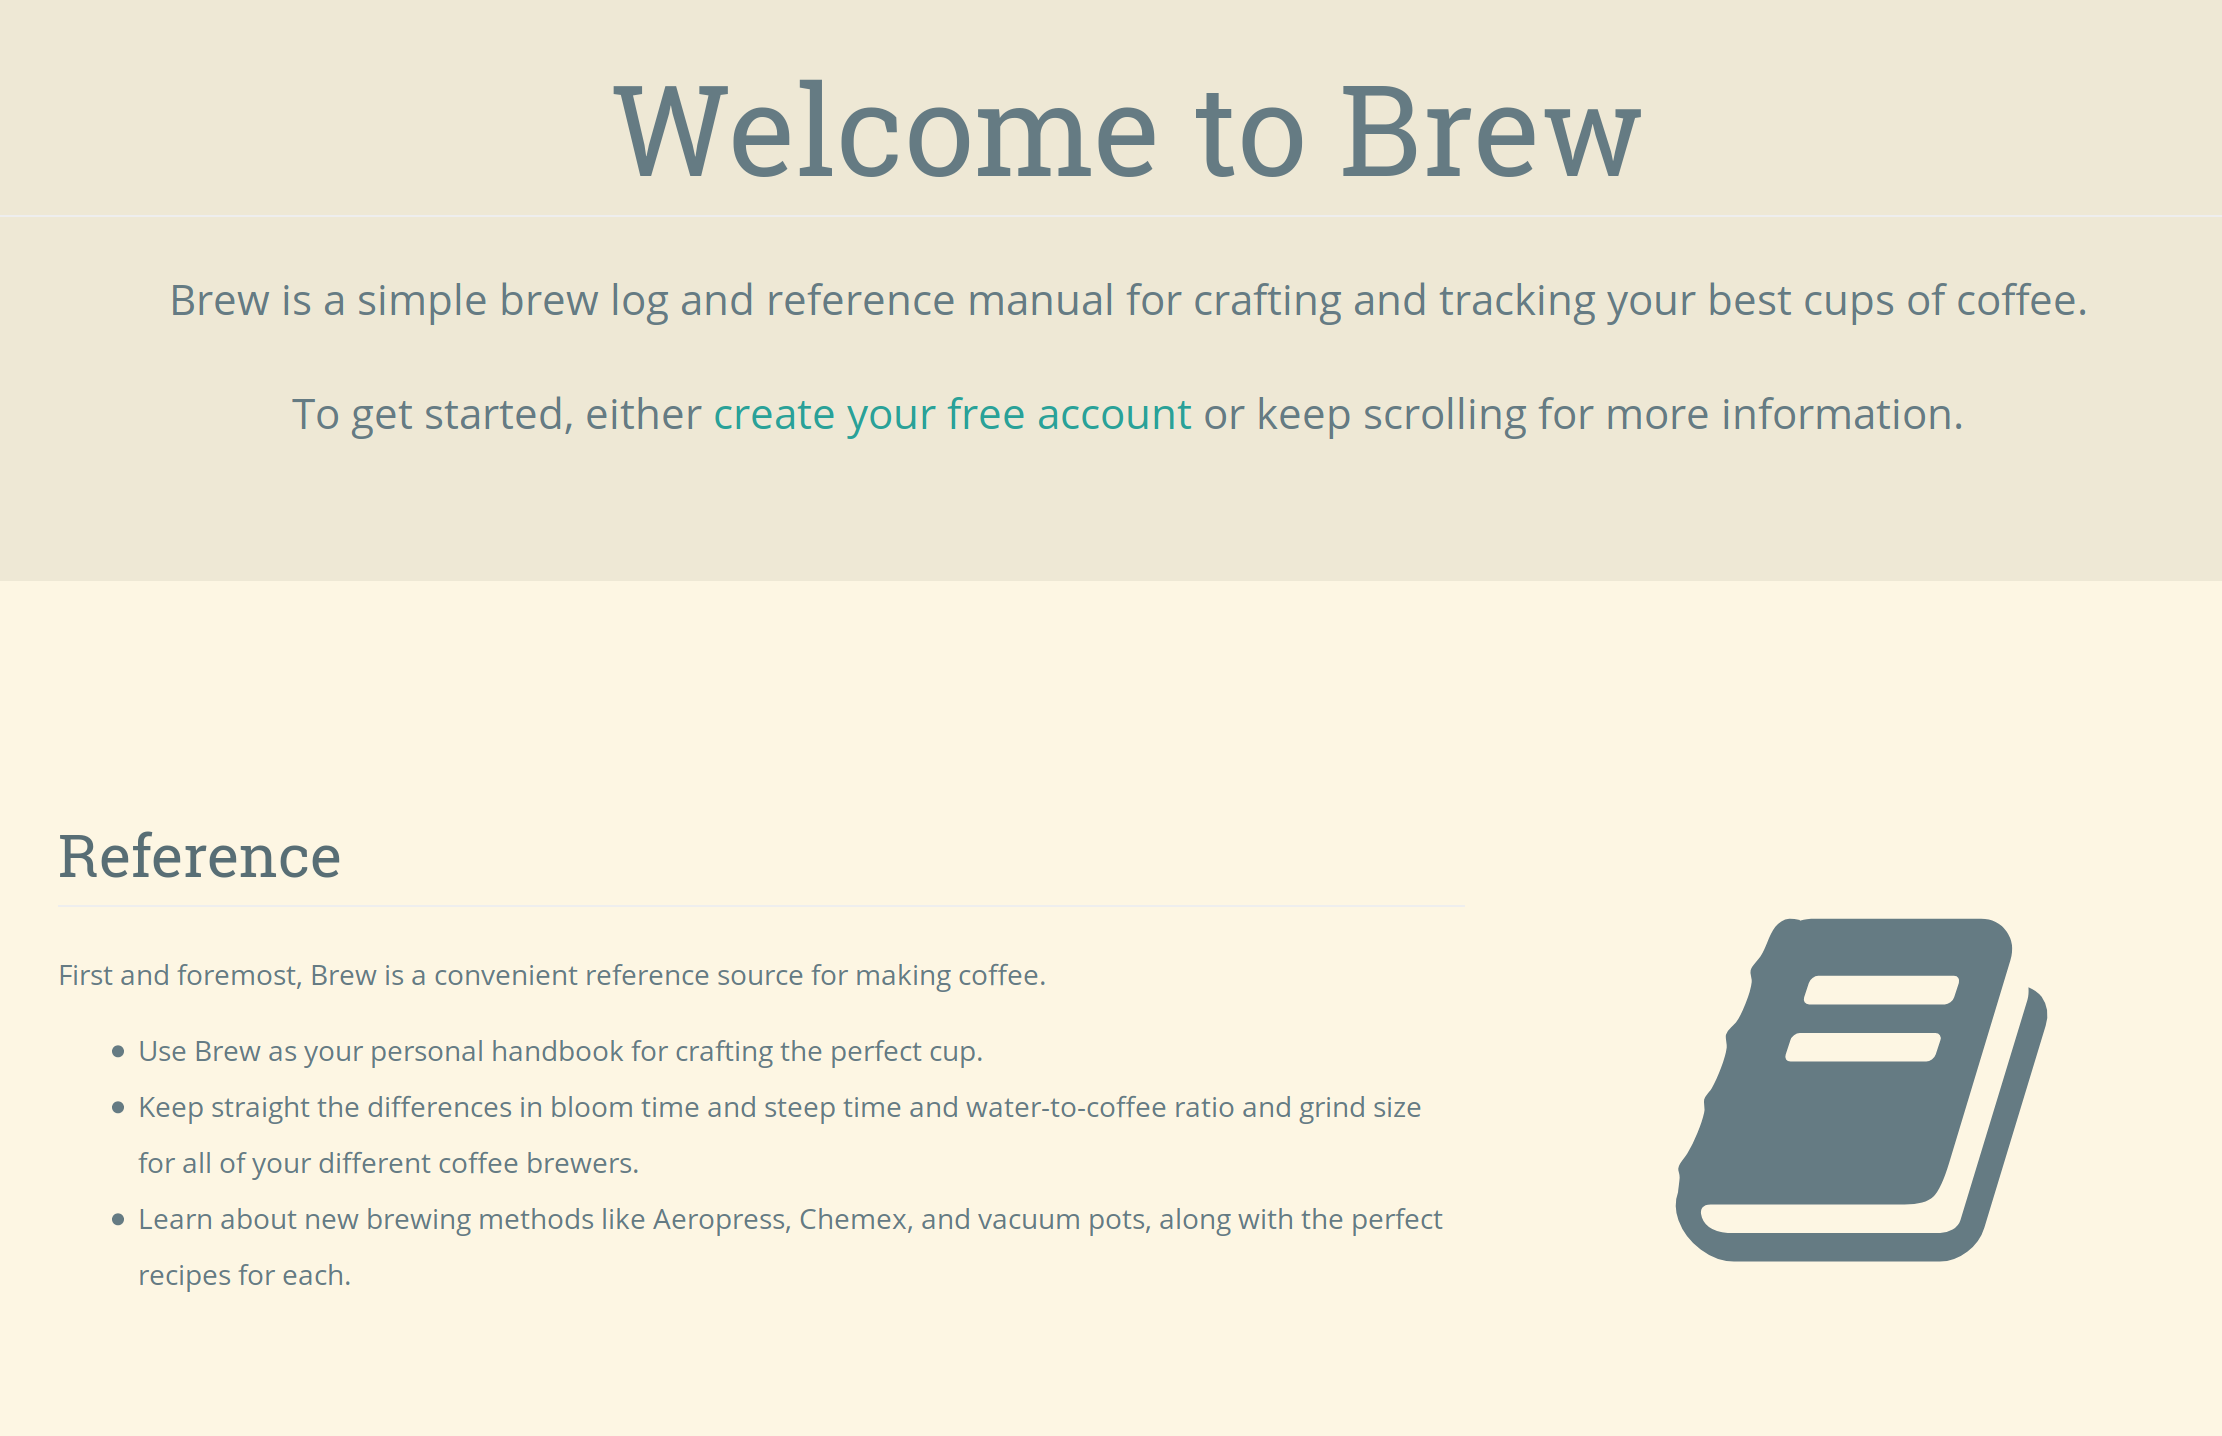 Welcome to Brew
Brew is a simple brew log and reference manual for crafting and tracking your best cups of coffee.
To get started, either create your free account or keep scrolling for more information.
Reference
First and foremost, Brew is a convenient reference source for making coffee.
Use Brew as your personal handbook for crafting the perfect cup.
Keep straight the differences in bloom time and steep time and water-to-coffee ratio and grind size
for all of your different coffee brewers.
Learn about new brewing methods like Aeropress, Chemex, and vacuum pots, along with the perfect
recipes for each.